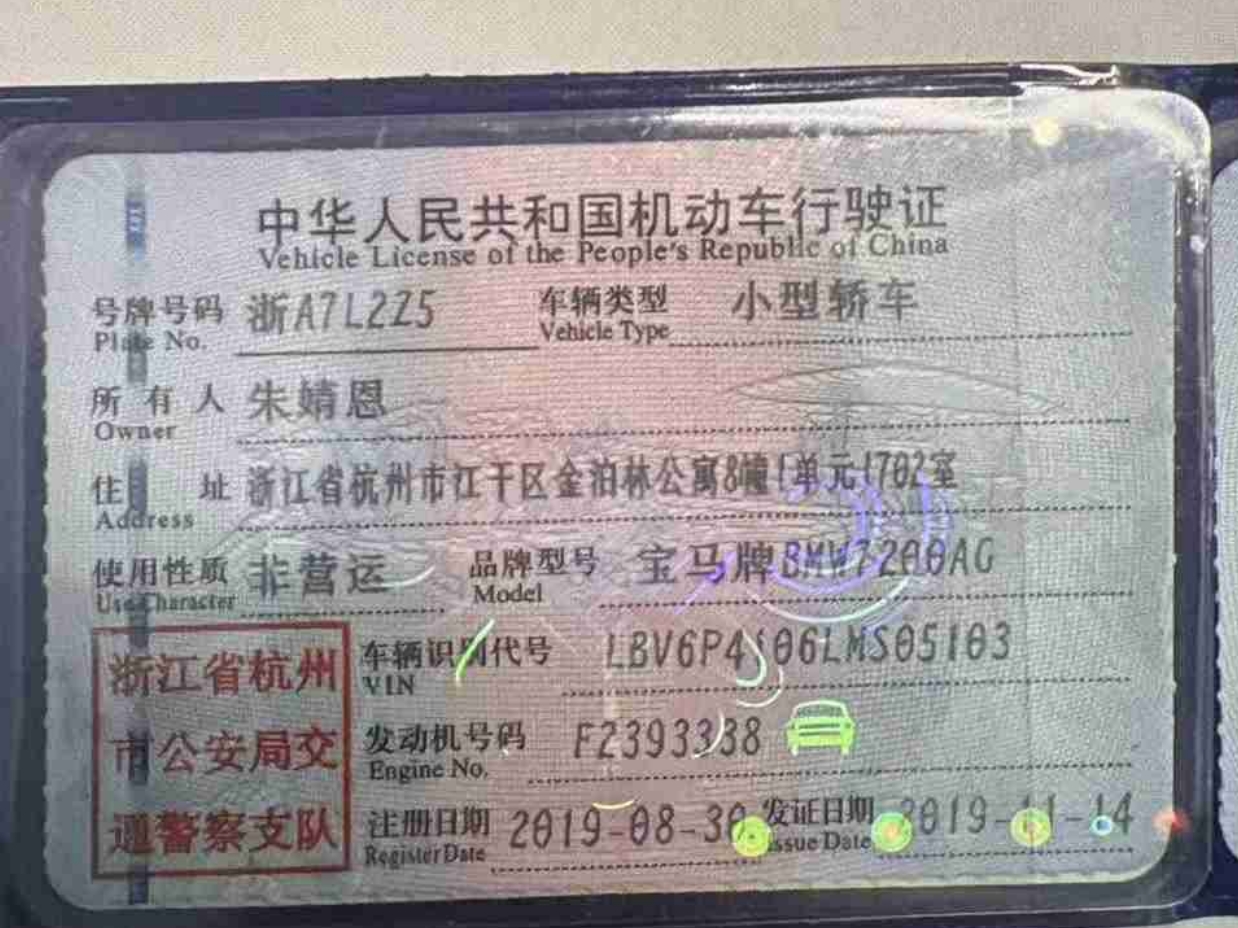 中华人民共和国机动车行驶证
Vehicle License of the People's Republic of China
号牌号码 浙A7L2Z5 车辆类型 小型轿车
Plate No. Vehicle Type
所有人 朱婧恩
Owner
住址 浙江省杭州市江干区金泊林公寓8幢1单元1702室
Address
使用性质 非营运 品牌型号 宝马牌BMW7200AG
Use Character Model
浙江省杭州
市公安局交
通警察支队
车辆识别代号 LBV6P4106LMS05103
VIN
发动机号码 F2393338
Engine No.
注册日期 2019-08-30 发证日期 2019-11-14
Register Date Issue Date